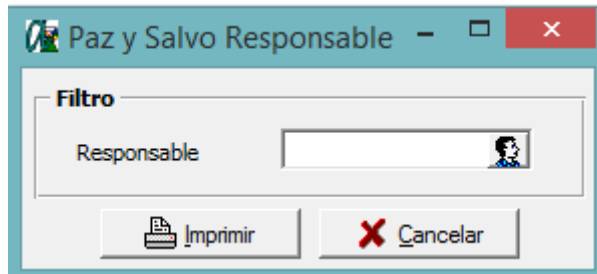 Paz y Salvo Responsable
Filtro
Responsable
Imprimir Cancelar